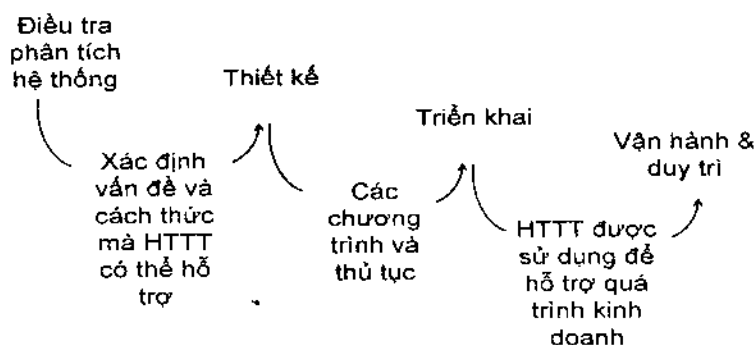 Điều tra
phân tích
hệ thống
Thiết kế
Triển khai
Vận hành &
duy trì
Xác định
vấn đề và
cách thức
mà HTTT
có thể hỗ
trợ
Các
chương
trình và
thủ tục
HTTT được
sử dụng để
hỗ trợ quá
trình kinh
doanh